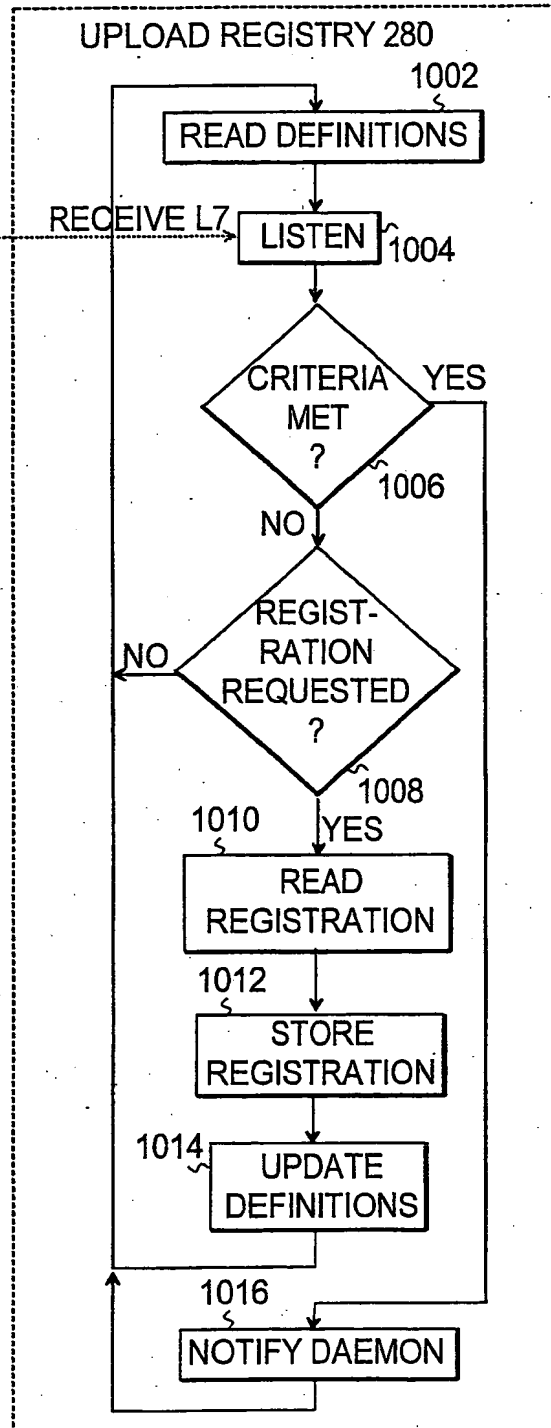 UPLOAD REGISTRY 280
1002
READ DEFINITIONS
RECEIVE L7
LISTEN
1004
CRITERIA
MET
?
YES
1006
NO
REGIST-
RATION
REQUESTED
?
NO
1008
YES
1010
READ
REGISTRATION
1012
STORE
REGISTRATION
1014
UPDATE
DEFINITIONS
1016
NOTIFY DAEMON